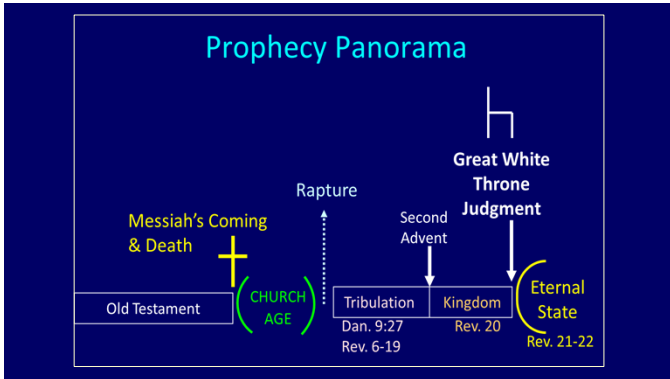 Prophecy Panorama
Great White
Throne
Judgment
Rapture
Second
Advent
Messiah's Coming
& Death
Old Testament
CHURCH
AGE
Tribulation
Kingdom
Eternal
State
Dan. 9:27
Rev. 6-19
Rev. 20
Rev. 21-22